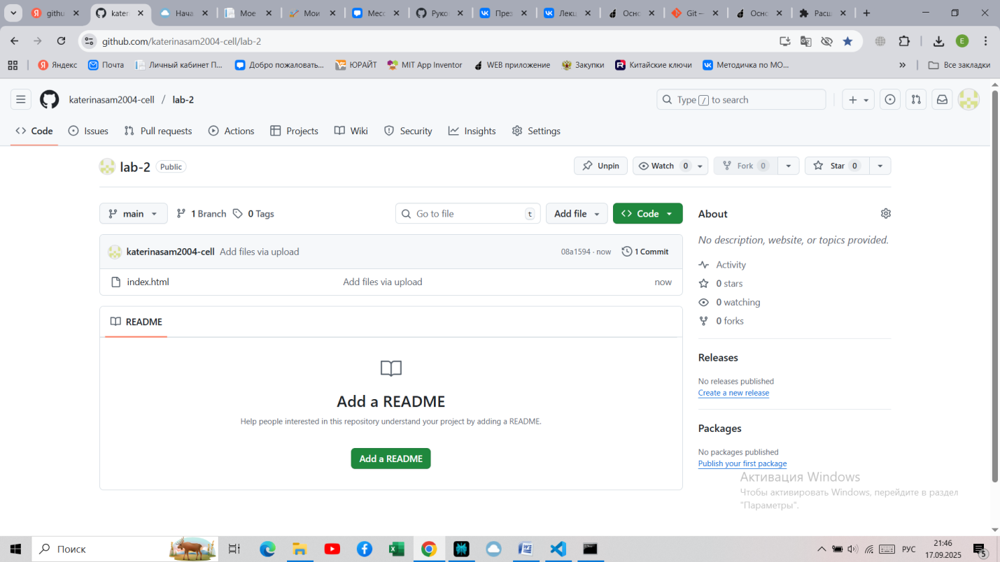 githu
kater
Нача
Мое
Мои
Месс
Руко
През
Лекц
Осно
Git –
Осно
Расш
github.com/katerinasam2004-cell/lab-2
E
Яндекс
Почта
Личный кабинет П...
Добро пожаловать...
ЮРАЙТ
MIT App Inventor
WEB приложение
Закупки
Китайские ключи
Методичка по МО...
»
Все закладки
katerinasam2004-cell / lab-2
Type / to search
Code
Issues
Pull requests
Actions
Projects
Wiki
Security
Insights
Settings
lab-2 Public
Unpin
Watch 0
Fork 0
Star 0
main
1 Branch
0 Tags
Go to file t
Add file
Code
katerinasam2004-cell Add files via upload
08a1594 · now
1 Commit
index.html Add files via upload now
README
Add a README
Help people interested in this repository understand your project by adding a README.
Add a README
About
No description, website, or topics provided.
Activity
0 stars
0 watching
0 forks
Releases
No releases published
Create a new release
Packages
No packages published
Publish your first package
Активация Windows
Чтобы активировать Windows, перейдите в раздел
"Параметры".
Поиск
РУС
21:46
17.09.2025
5